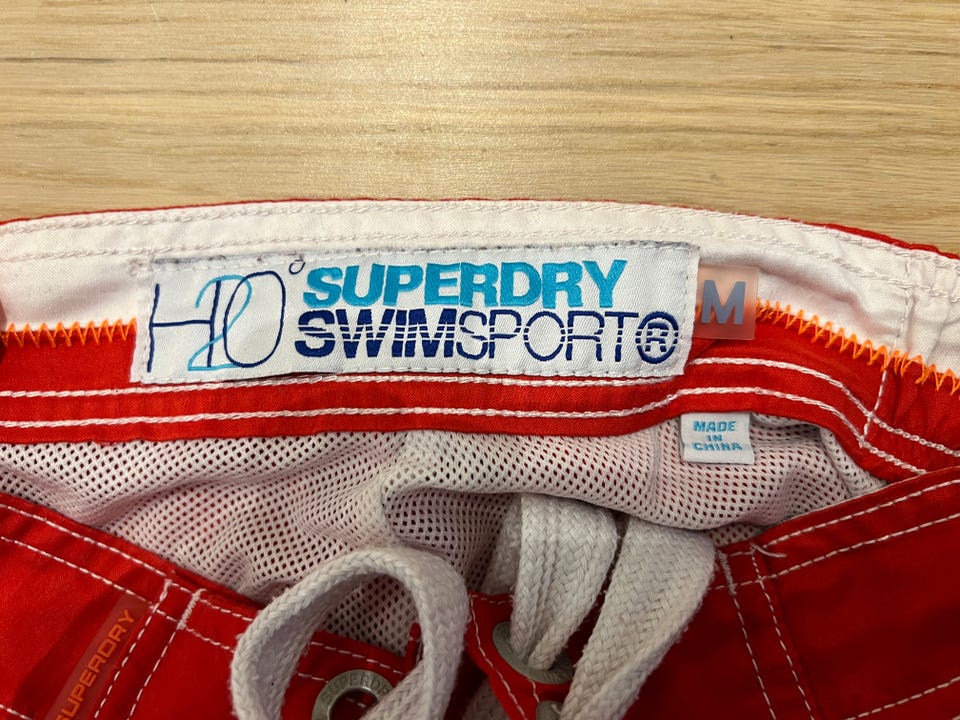 H2O° SUPERDRY
SWIMSPORT®
M
MADE
IN
CHINA
SUPERDRY
SUPERDRY